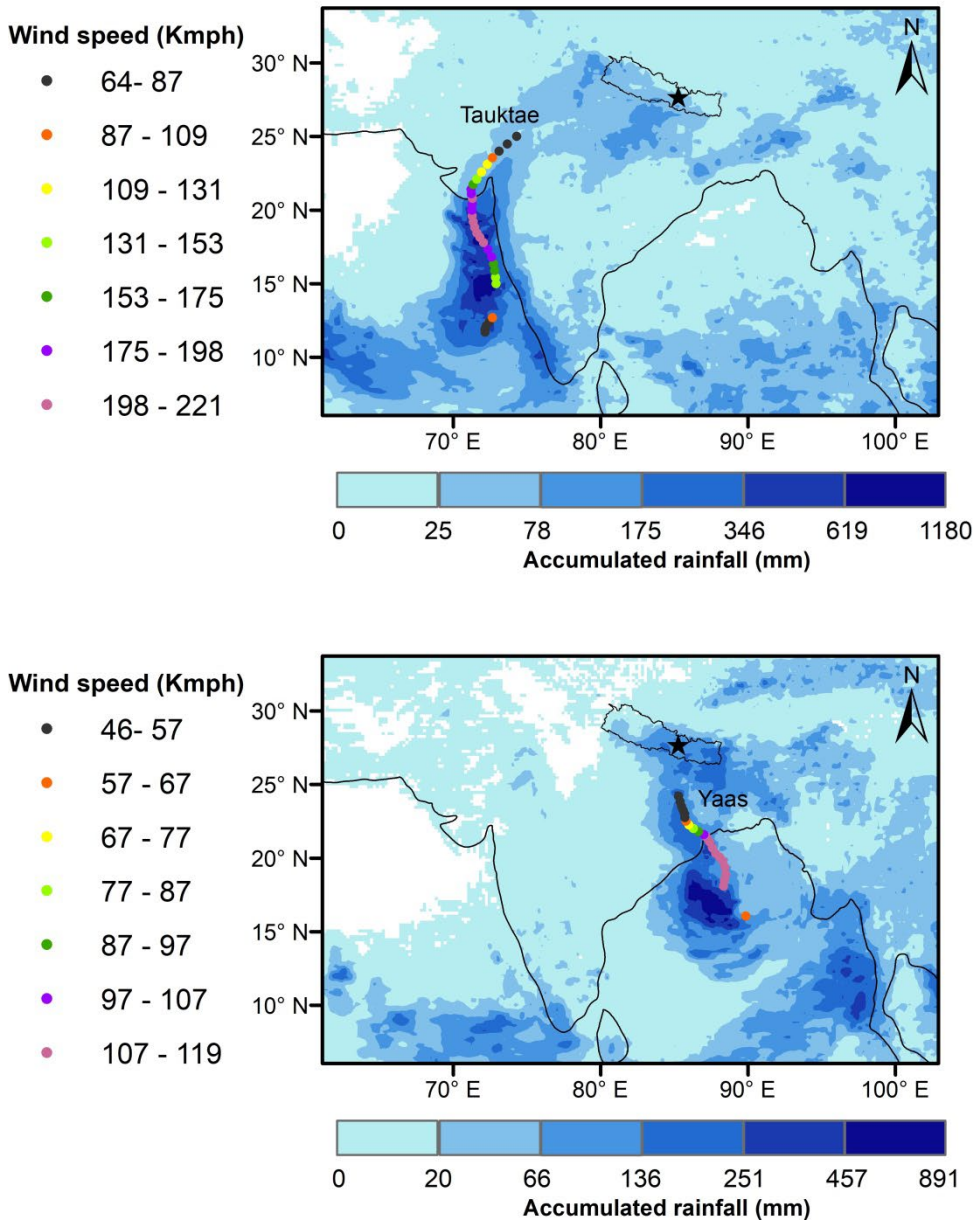 Wind speed (Kmph)
64- 87
87 - 109
109 - 131
131 - 153
153 - 175
175 - 198
198 - 221
N
30° N
25° N
20° N
15° N
10° N
Tauktae
70° E 80° E 90° E 100° E
0 25 78 175 346 619 1180
Accumulated rainfall (mm)
Wind speed (Kmph)
46- 57
57 - 67
67 - 77
77 - 87
87 - 97
97 - 107
107 - 119
N
30° N
25° N
20° N
15° N
10° N
Yaas
70° E 80° E 90° E 100° E
0 20 66 136 251 457 891
Accumulated rainfall (mm)